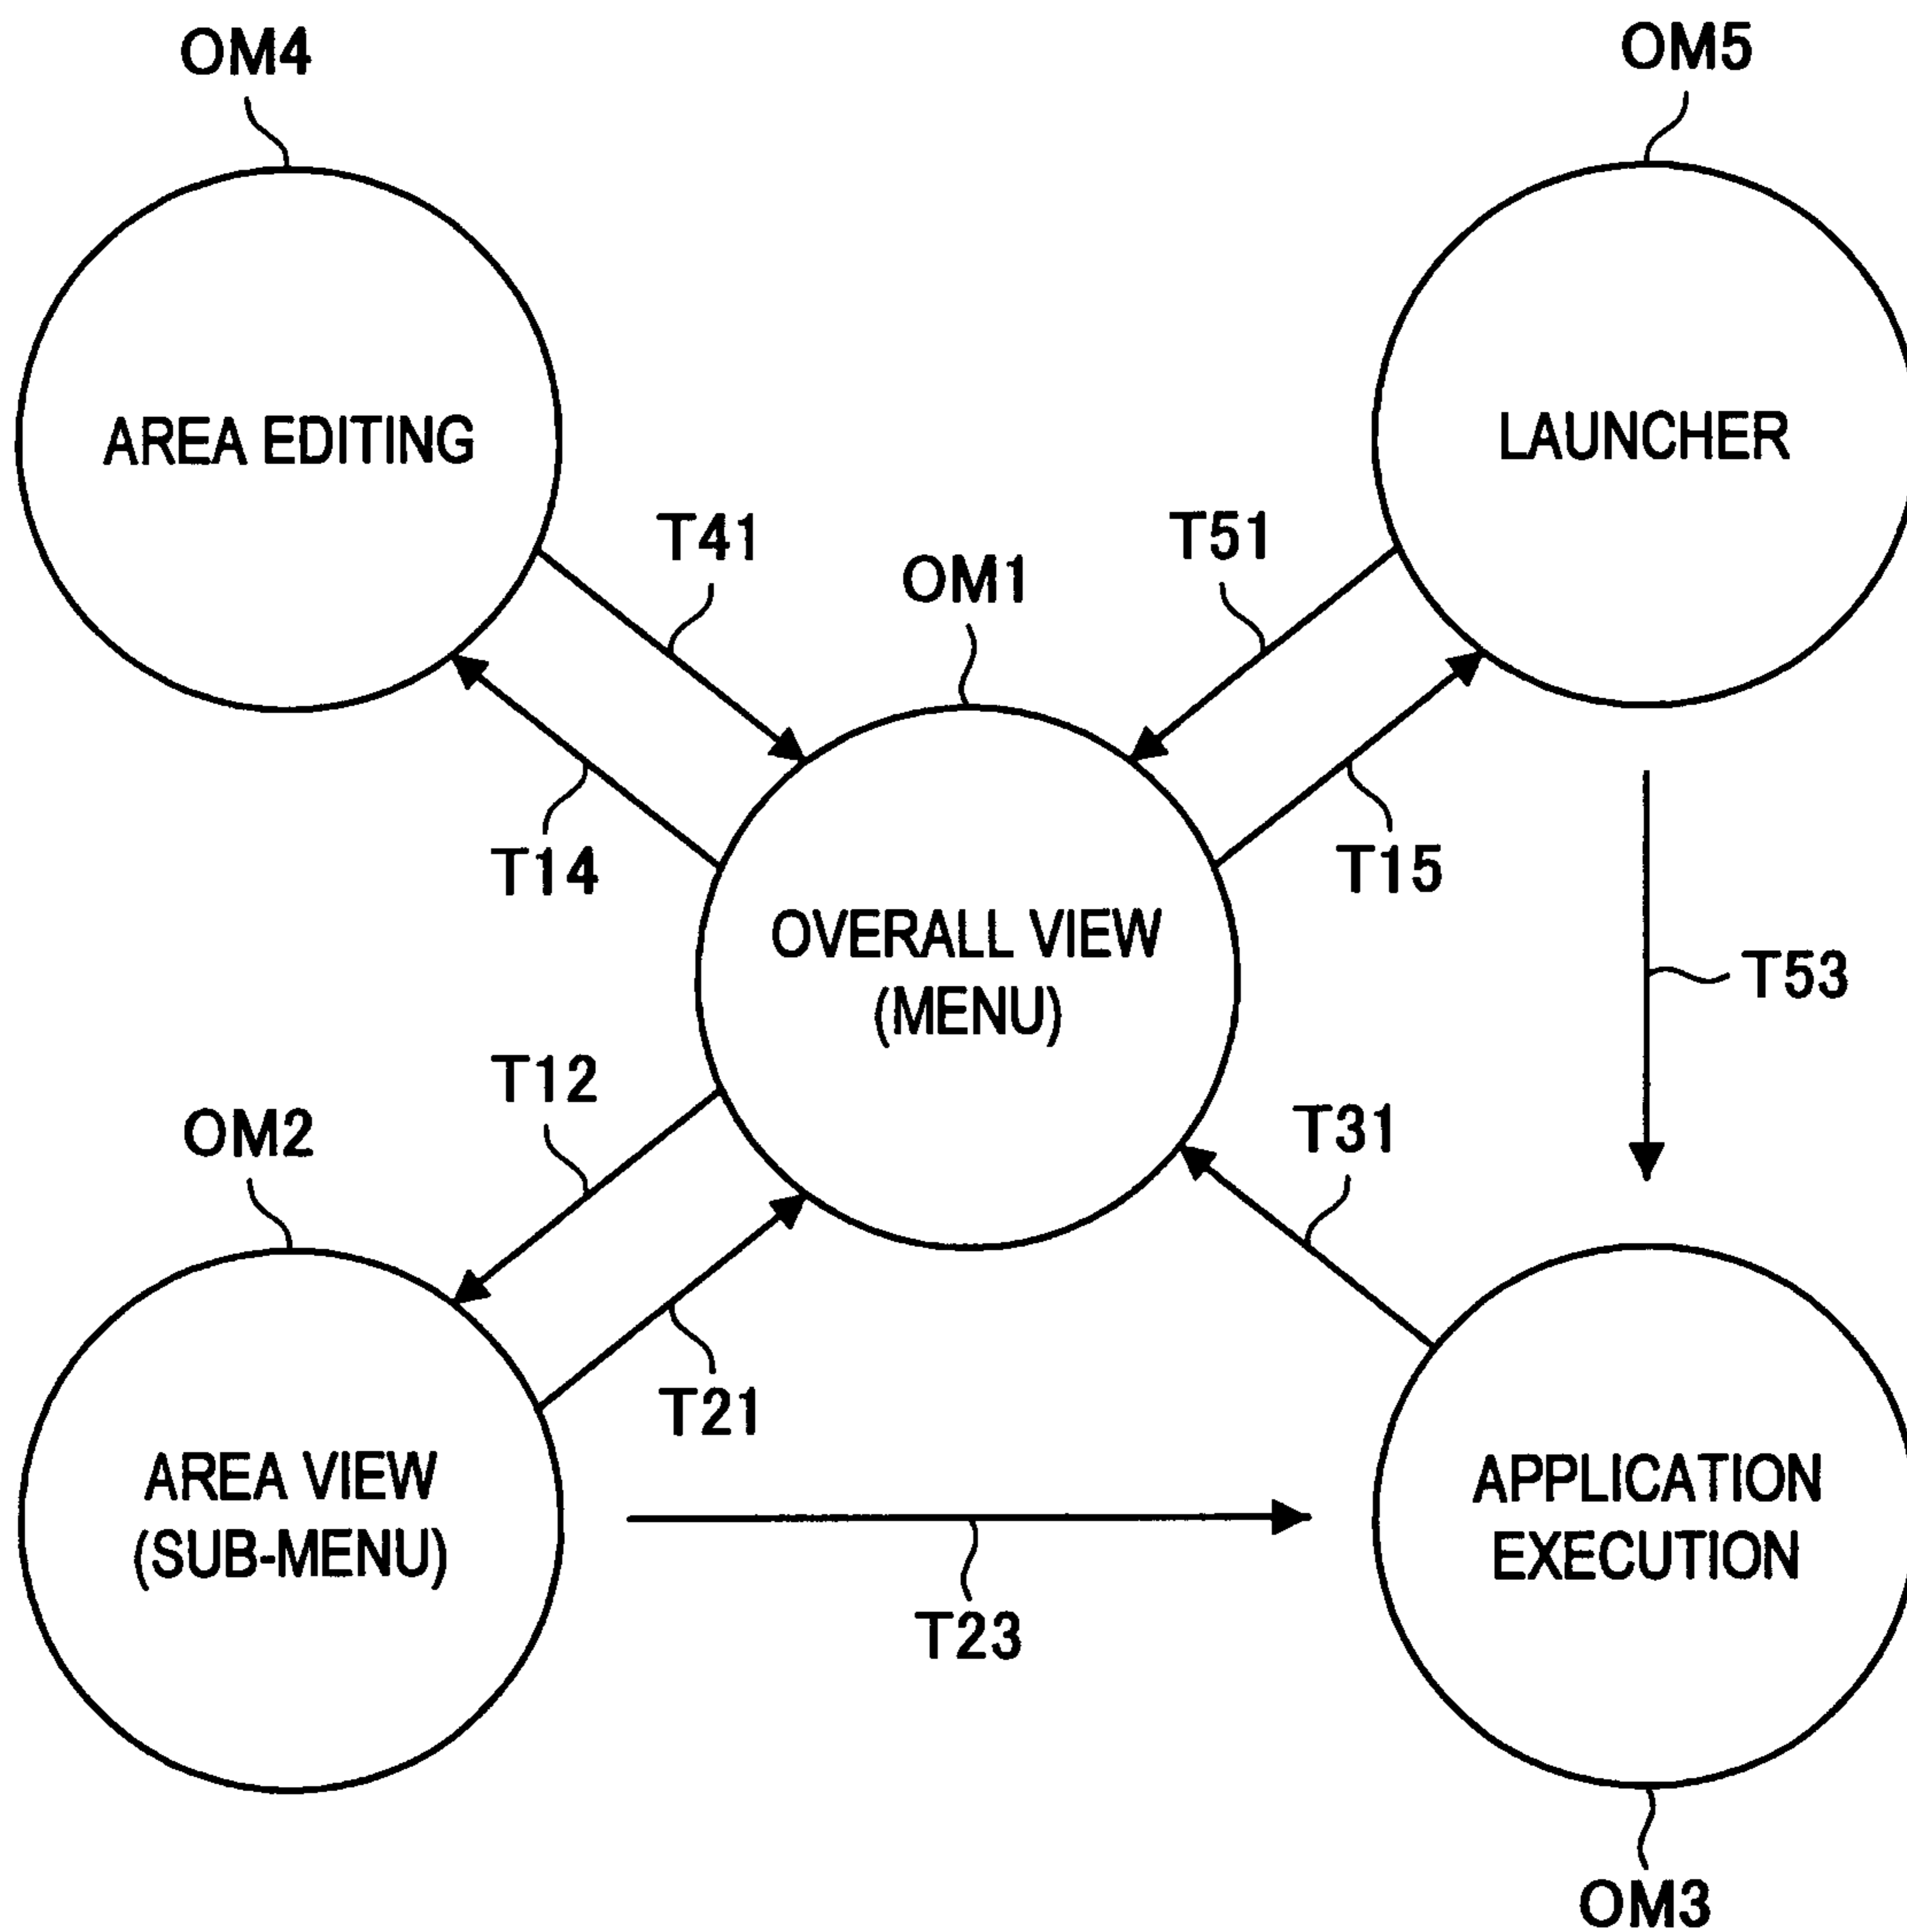 OM4
OM5
AREA EDITING
LAUNCHER
T41
T51
OM1
T14
T15
OVERALL VIEW
(MENU)
T53
T12
OM2
T31
T21
AREA VIEW
(SUB-MENU)
APPLICATION
EXECUTION
T23
OM3